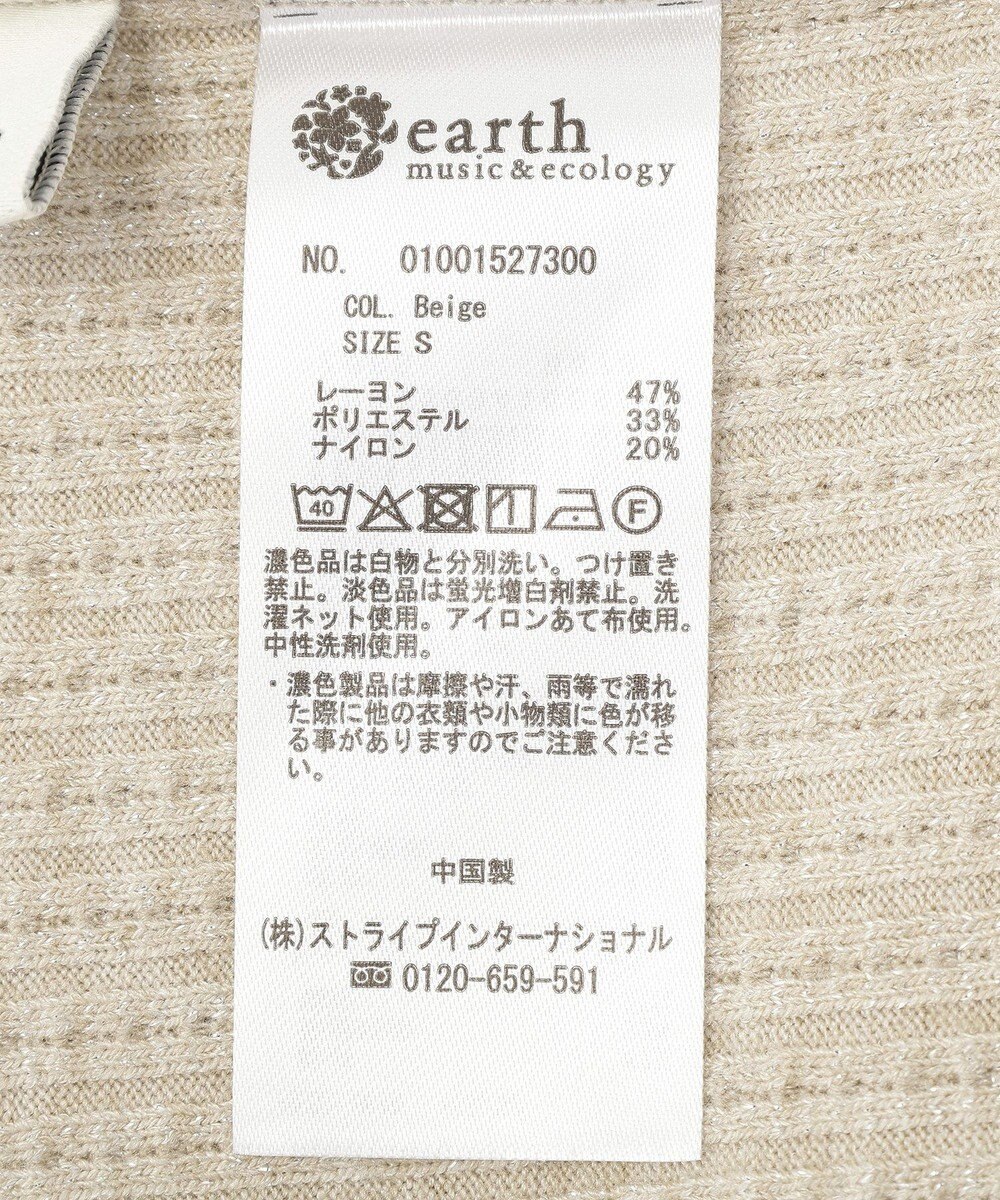 earth
music&ecology
NO. 01001527300
COL. Beige
SIZE S
レーヨン 47%
ポリエステル 33%
ナイロン 20%
40 F
濃色品は白物と分別洗い。つけ置き
禁止。淡色品は蛍光増白剤禁止。洗
濯ネット使用。アイロンあて布使用。
中性洗剤使用。
・濃色製品は摩擦や汗、雨等で濡れ
た際に他の衣類や小物類に色が移
る事がありますのでご注意くださ
い。
中国製
(株)ストライプインターナショナル
0120-659-591